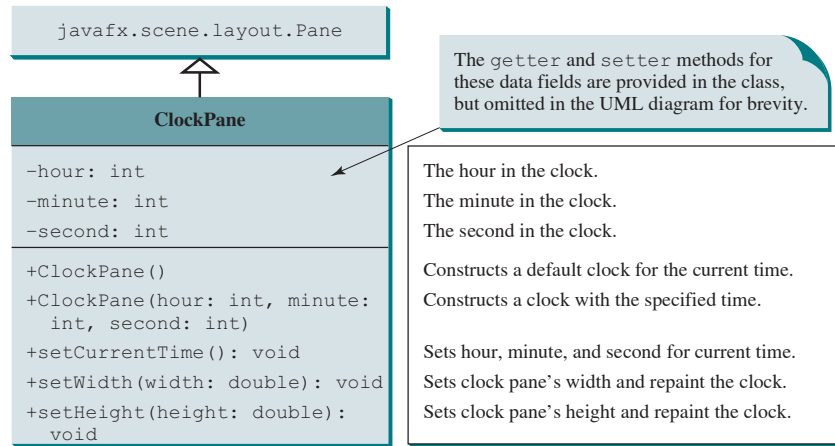 javafx.scene.layout.Pane
The getter and setter methods for
these data fields are provided in the class,
but omitted in the UML diagram for brevity.
ClockPane
-hour: int
The hour in the clock.
-minute: int
The minute in the clock.
-second: int
The second in the clock.
+ClockPane()
Constructs a default clock for the current time.
+ClockPane(hour: int, minute:
int, second: int)
Constructs a clock with the specified time.
+setCurrentTime(): void
Sets hour, minute, and second for current time.
+setWidth(width: double): void
Sets clock pane's width and repaint the clock.
+setHeight(height: double):
void
Sets clock pane's height and repaint the clock.